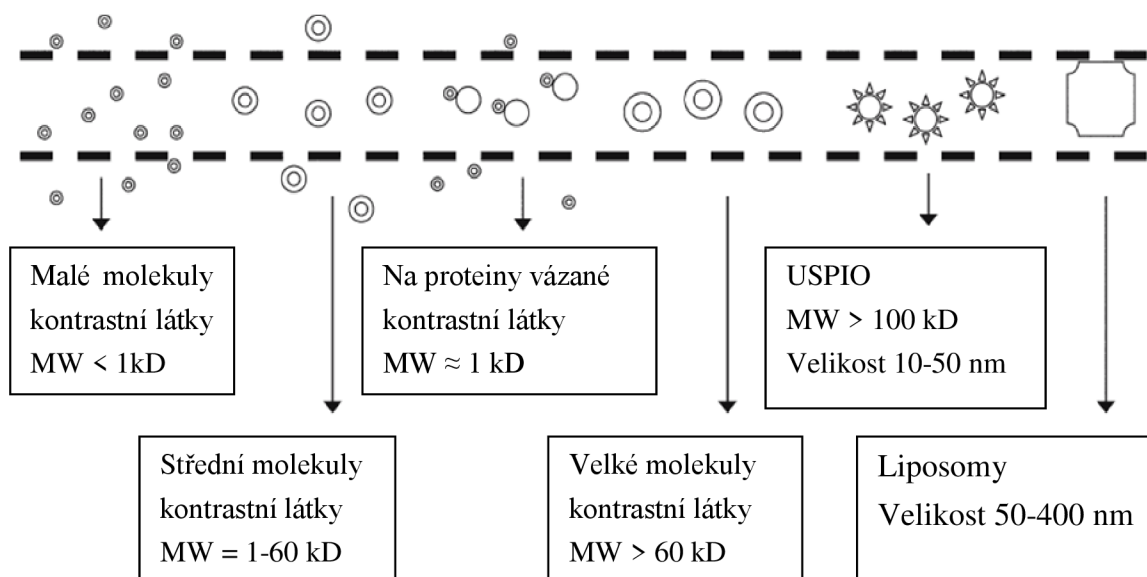 Malé molekuly
kontrastní látky
MW < 1kD
Na proteiny vázané
kontrastní látky
MW ≈ 1 kD
USPIO
MW > 100 kD
Velikost 10-50 nm
Střední molekuly
kontrastní látky
MW = 1-60 kD
Velké molekuly
kontrastní látky
MW > 60 kD
Liposomy
Velikost 50-400 nm